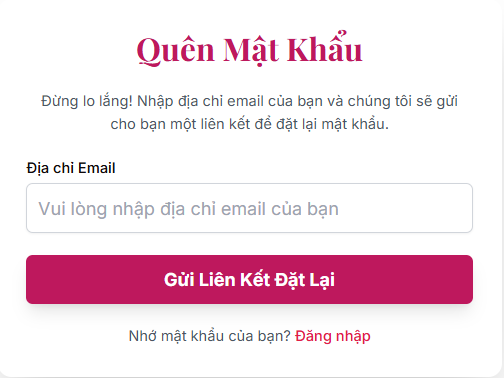 Quên Mật Khẩu
Đừng lo lắng! Nhập địa chỉ email của bạn và chúng tôi sẽ gửi
cho bạn một liên kết để đặt lại mật khẩu.
Địa chỉ Email
Vui lòng nhập địa chỉ email của bạn
Gửi Liên Kết Đặt Lại
Nhớ mật khẩu của bạn? Đăng nhập